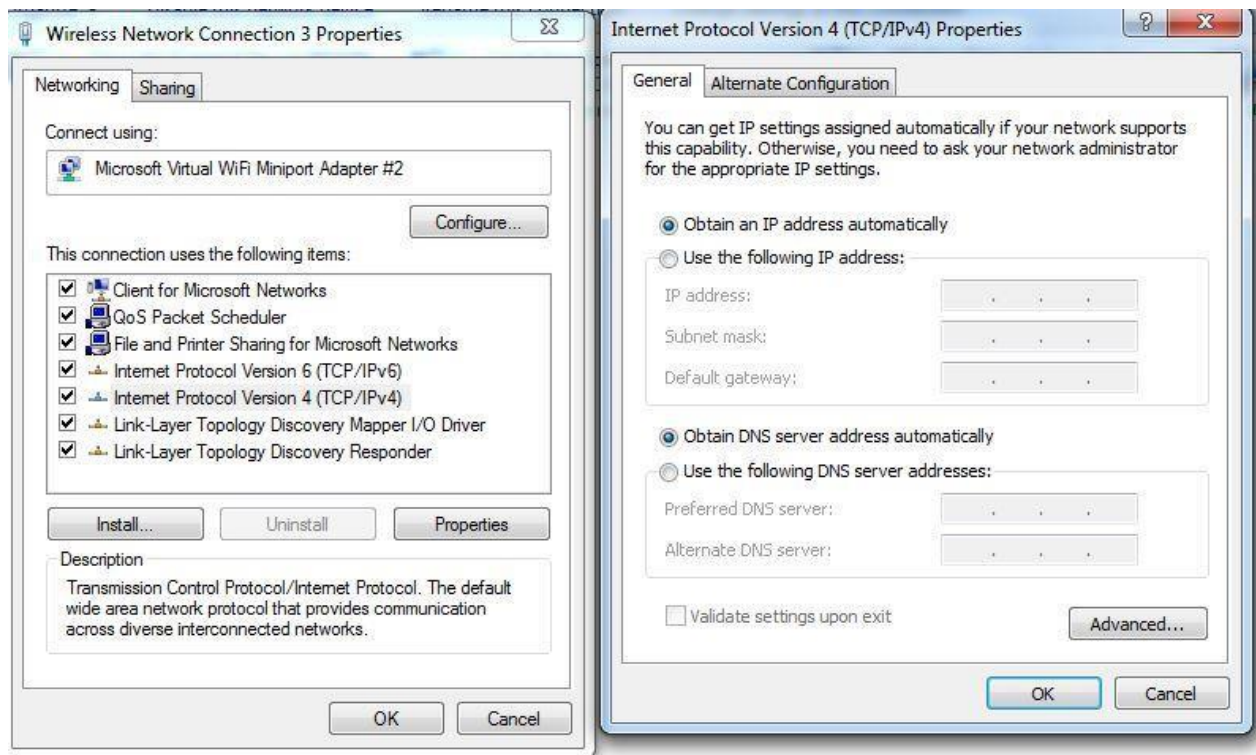 Wireless Network Connection 3 Properties
Networking
Sharing
Connect using:
Microsoft Virtual WiFi Miniport Adapter #2
Configure...
This connection uses the following items:
Client for Microsoft Networks
QoS Packet Scheduler
File and Printer Sharing for Microsoft Networks
Internet Protocol Version 6 (TCP/IPv6)
Internet Protocol Version 4 (TCP/IPv4)
Link-Layer Topology Discovery Mapper I/O Driver
Link-Layer Topology Discovery Responder
Install...
Uninstall
Properties
Description
Transmission Control Protocol/Internet Protocol. The default
wide area network protocol that provides communication
across diverse interconnected networks.
OK
Cancel
Internet Protocol Version 4 (TCP/IPv4) Properties
General
Alternate Configuration
You can get IP settings assigned automatically if your network supports
this capability. Otherwise, you need to ask your network administrator
for the appropriate IP settings.
Obtain an IP address automatically
Use the following IP address:
IP address:
Subnet mask:
Default gateway:
Obtain DNS server address automatically
Use the following DNS server addresses:
Preferred DNS server:
Alternate DNS server:
Validate settings upon exit
Advanced...
OK
Cancel